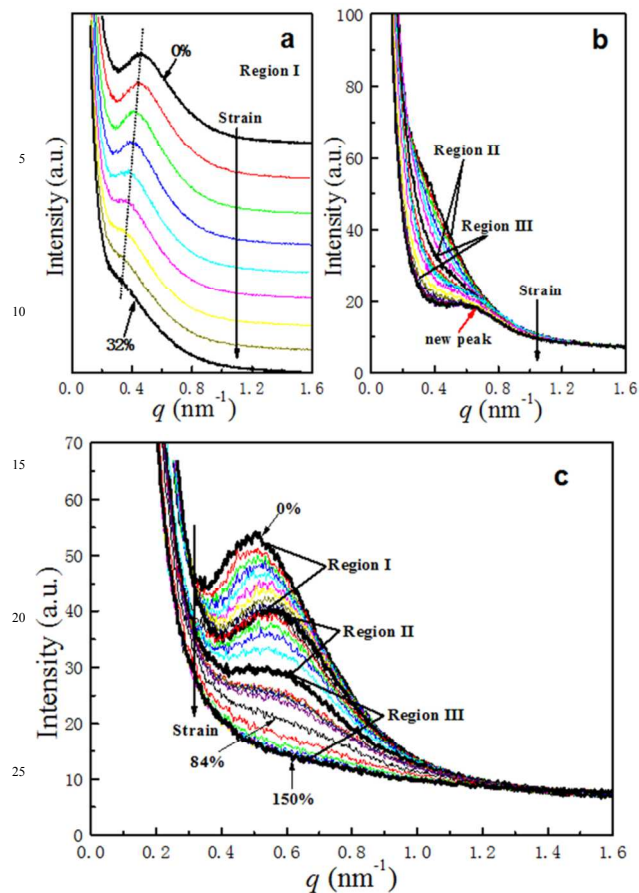 a
0%
Region I
Strain
32%
Intensity (a.u.)
0.0 0.4 0.8 1.2 1.6
q (nm⁻¹)
b
100
80
60
40
20
0
Region II
Region III
Strain
new peak
Intensity (a.u.)
0.0 0.4 0.8 1.2 1.6
q (nm⁻¹)
5
10
15
20
25
c
70
60
50
40
30
20
10
0
0%
Region I
Region II
Region III
Strain
84%
150%
Intensity (a.u.)
0.0 0.2 0.4 0.6 0.8 1.0 1.2 1.4 1.6
q (nm⁻¹)